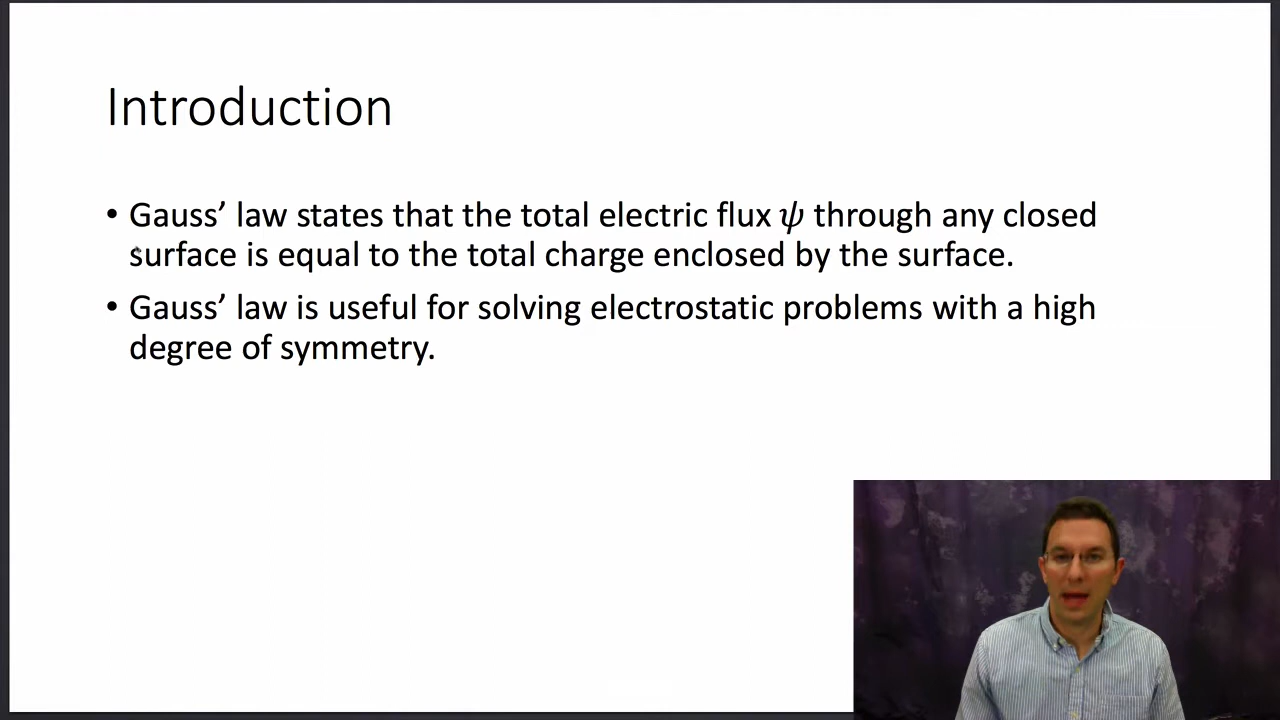 Introduction
• Gauss’ law states that the total electric flux 𝜓 through any closed
surface is equal to the total charge enclosed by the surface.
• Gauss’ law is useful for solving electrostatic problems with a high
degree of symmetry.